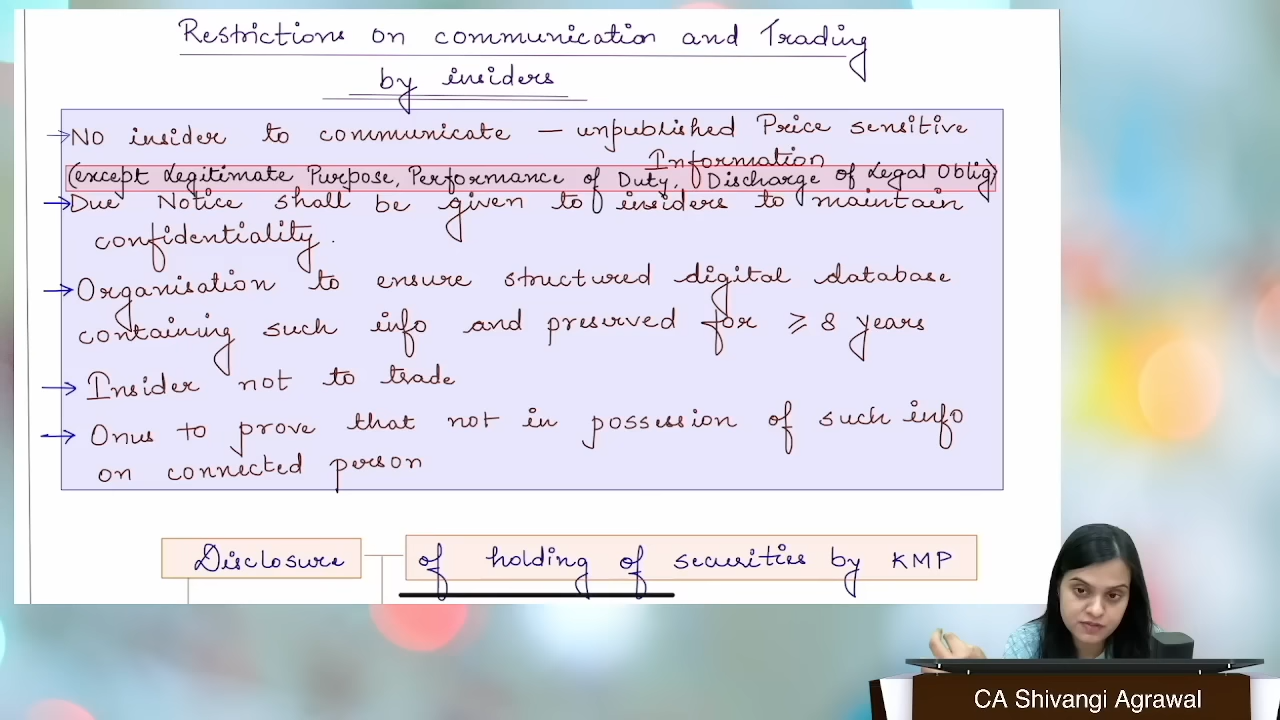 Restrictions on communication and Trading
by insiders
→ NO insider to communicate — unpublished Price sensitive
Information
(except Legitimate Purpose, Performance of Duty, Discharge of Legal Oblig)
→ Due Notice shall be given to insiders to maintain
confidentiality.
→ Organisation to ensure structured digital database
containing such info and preserved for ⩾ 8 years
→ Insider not to trade
→ Onus to prove that not in possession of such info
on connected person
Disclosure
of holding of securities by KMP
CA Shivangi Agrawal